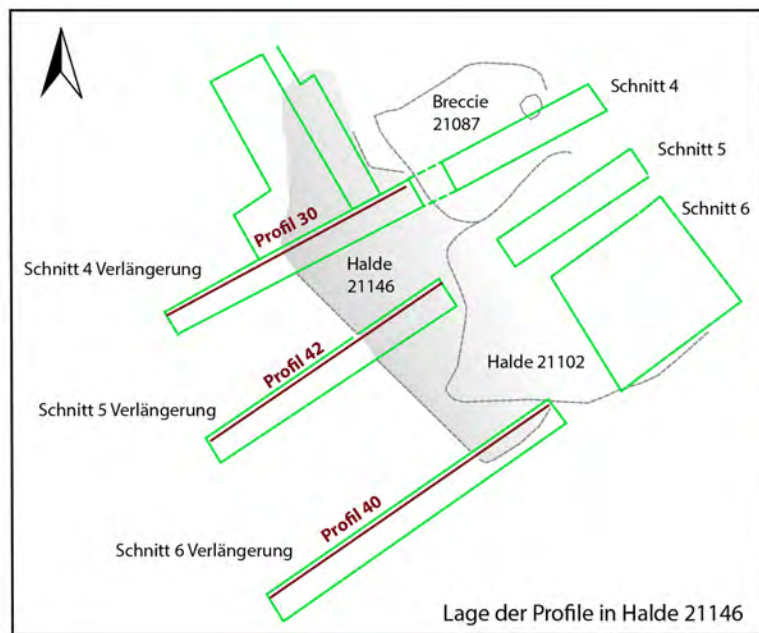 Schnitt 4
Breccie
21087
Schnitt 5
Schnitt 6
Profil 30
Schnitt 4 Verlängerung
Halde
21146
Profil 42
Halde 21102
Schnitt 5 Verlängerung
Profil 40
Schnitt 6 Verlängerung
Lage der Profile in Halde 21146